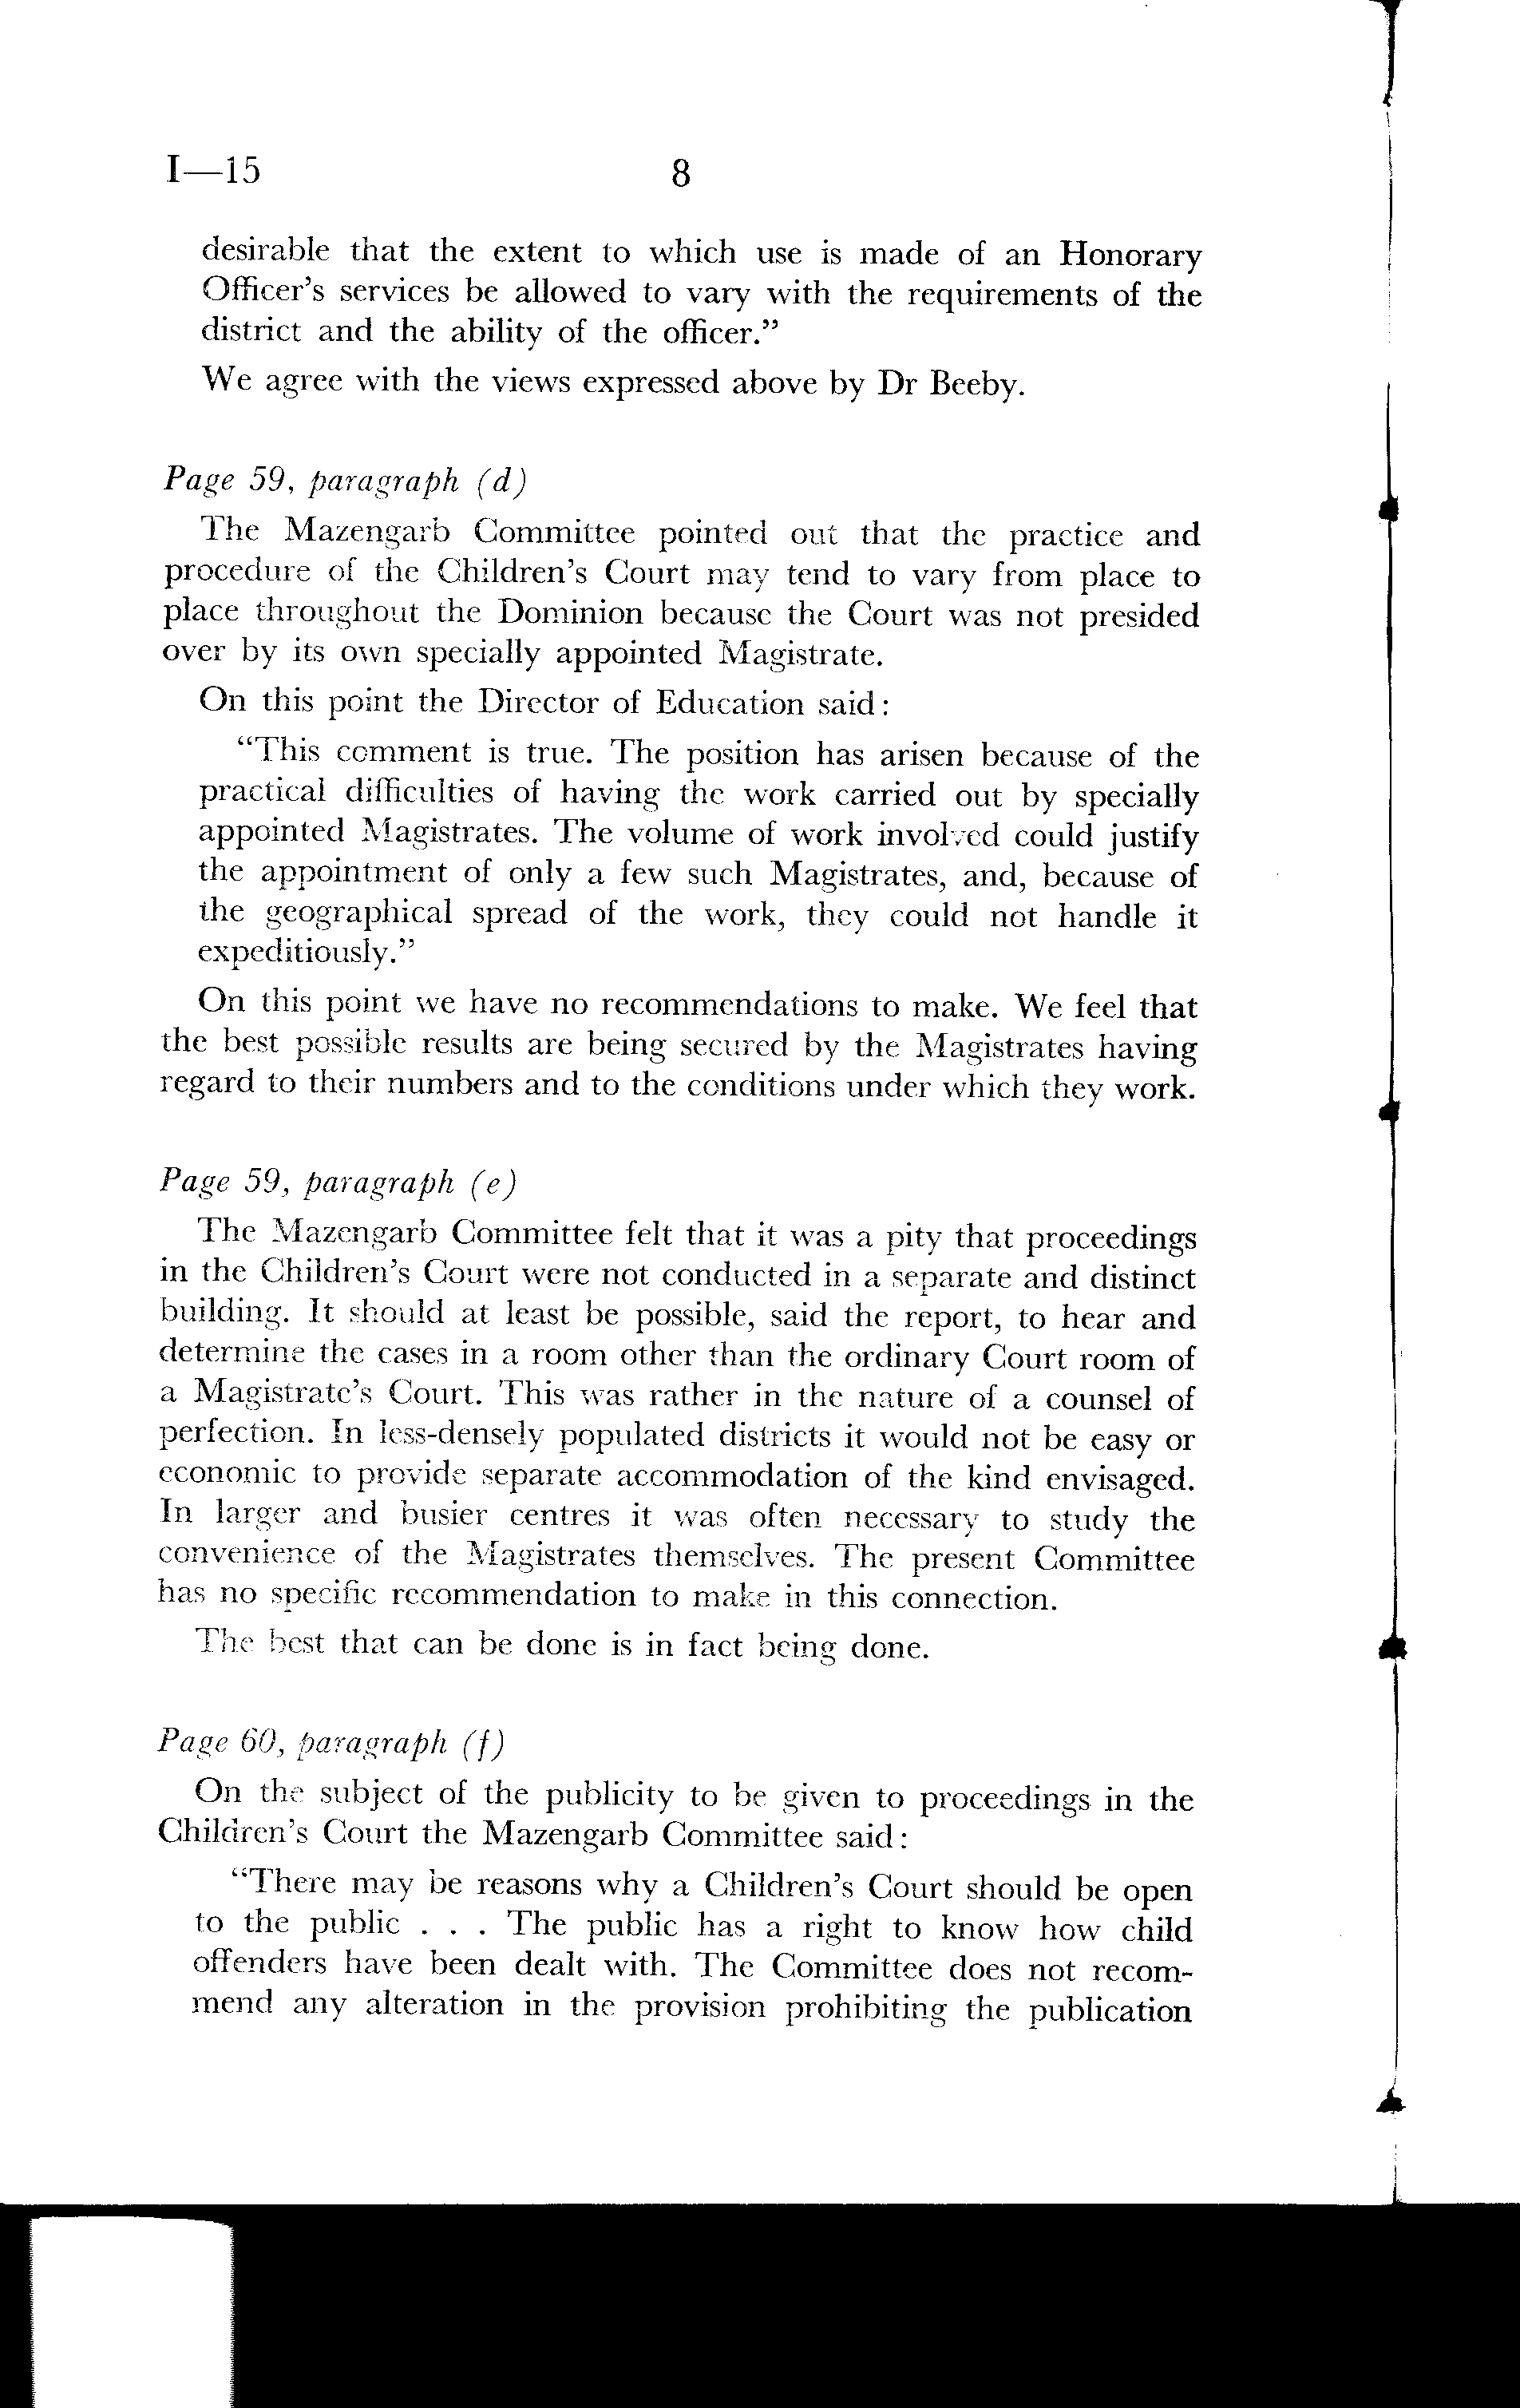 I—15
8
desirable that the extent to which use is made of an Honorary
Officer's services be allowed to vary with the requirements of the
district and the ability of the officer."
We agree with the views expressed above by Dr Beeby.
Page 59, paragraph (d)
The Mazengarb Committee pointed out that the practice and
procedure of the Children's Court may tend to vary from place to
place throughout the Dominion because the Court was not presided
over by its own specially appointed Magistrate.
On this point the Director of Education said:
"This comment is true. The position has arisen because of the
practical difficulties of having the work carried out by specially
appointed Magistrates. The volume of work involved could justify
the appointment of only a few such Magistrates, and, because of
the geographical spread of the work, they could not handle it
expeditiously."
On this point we have no recommendations to make. We feel that
the best possible results are being secured by the Magistrates having
regard to their numbers and to the conditions under which they work.
Page 59, paragraph (e)
The Mazengarb Committee felt that it was a pity that proceedings
in the Children's Court were not conducted in a separate and distinct
building. It should at least be possible, said the report, to hear and
determine the cases in a room other than the ordinary Court room of
a Magistrate's Court. This was rather in the nature of a counsel of
perfection. In less-densely populated districts it would not be easy or
economic to provide separate accommodation of the kind envisaged.
In larger and busier centres it was often necessary to study the
convenience of the Magistrates themselves. The present Committee
has no specific recommendation to make in this connection.
The best that can be done is in fact being done.
Page 60, paragraph (f)
On the subject of the publicity to be given to proceedings in the
Children's Court the Mazengarb Committee said:
"There may be reasons why a Children's Court should be open
to the public . . . The public has a right to know how child
offenders have been dealt with. The Committee does not recom-
mend any alteration in the provision prohibiting the publication